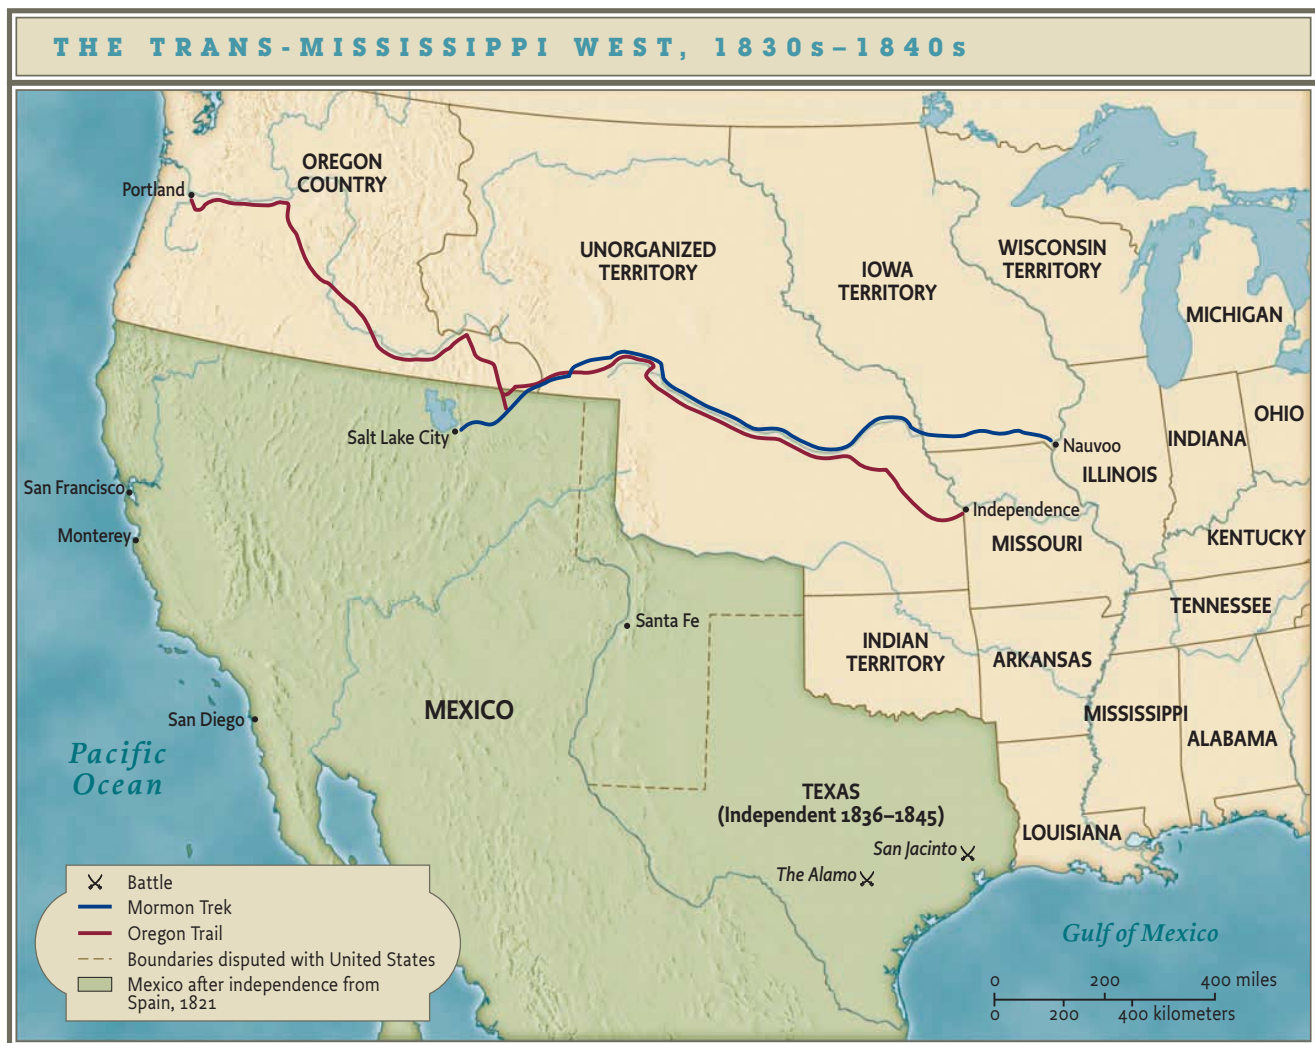 THE TRANS-MISSISSIPPI WEST, 1830s–1840s
OREGON
COUNTRY
Portland
UNORGANIZED
TERRITORY
IOWA
TERRITORY
WISCONSIN
TERRITORY
MICHIGAN
OHIO
INDIANA
ILLINOIS
Nauvoo
Salt Lake City
San Francisco
Monterey
Independence
MISSOURI
KENTUCKY
TENNESSEE
Santa Fe
INDIAN
TERRITORY
ARKANSAS
MEXICO
San Diego
MISSISSIPPI
ALABAMA
Pacific
Ocean
TEXAS
(Independent 1836–1845)
LOUISIANA
San Jacinto
The Alamo
Gulf of Mexico
Battle
Mormon Trek
Oregon Trail
Boundaries disputed with United States
Mexico after independence from
Spain, 1821
0 200 400 miles
0 200 400 kilometers